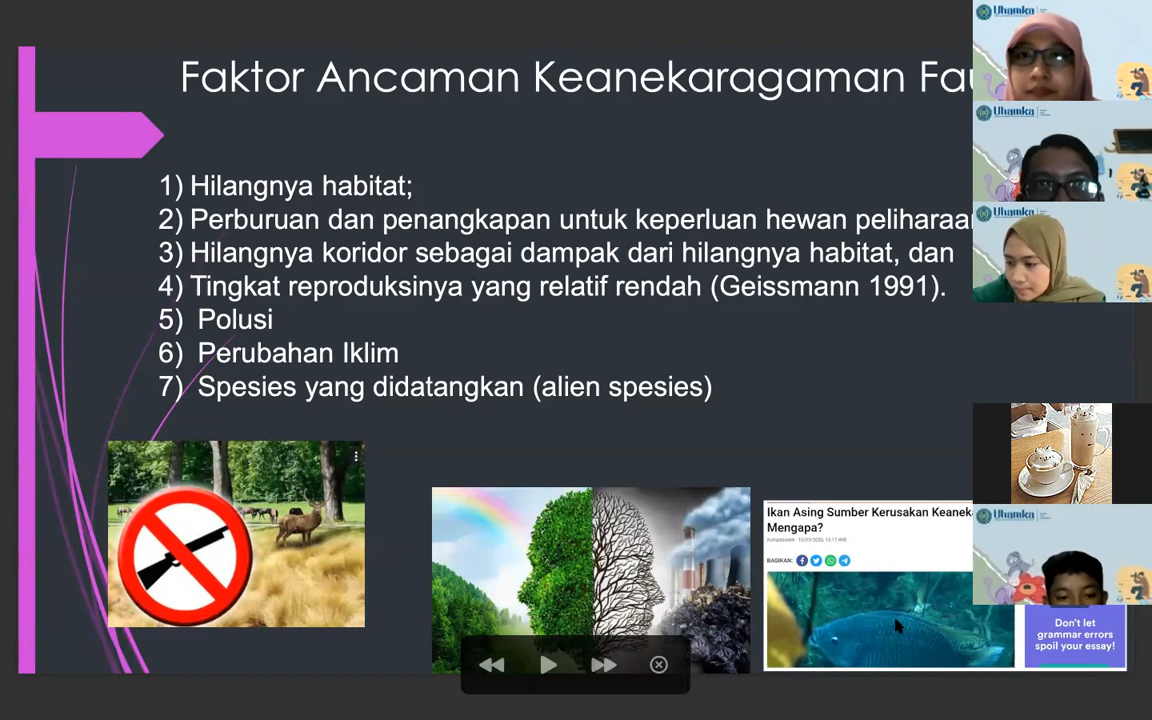 Faktor Ancaman Keanekaragaman
1) Hilangnya habitat;
2) Perburuan dan penangkapan untuk keperluan hewan
3) Hilangnya koridor sebagai dampak dari hilangnya habitat, dan
4) Tingkat reproduksinya yang relatif rendah (Geissmann 1991).
5) Polusi
6) Perubahan Iklim
7) Spesies yang didatangkan (alien spesies)
Ikan Asing Sumber Kerusakan
Mengapa?
BAGIKAN:
Don't let
grammar errors
spoil your essay!
Uhamka
Uhamka
Uhamka
Uhamka